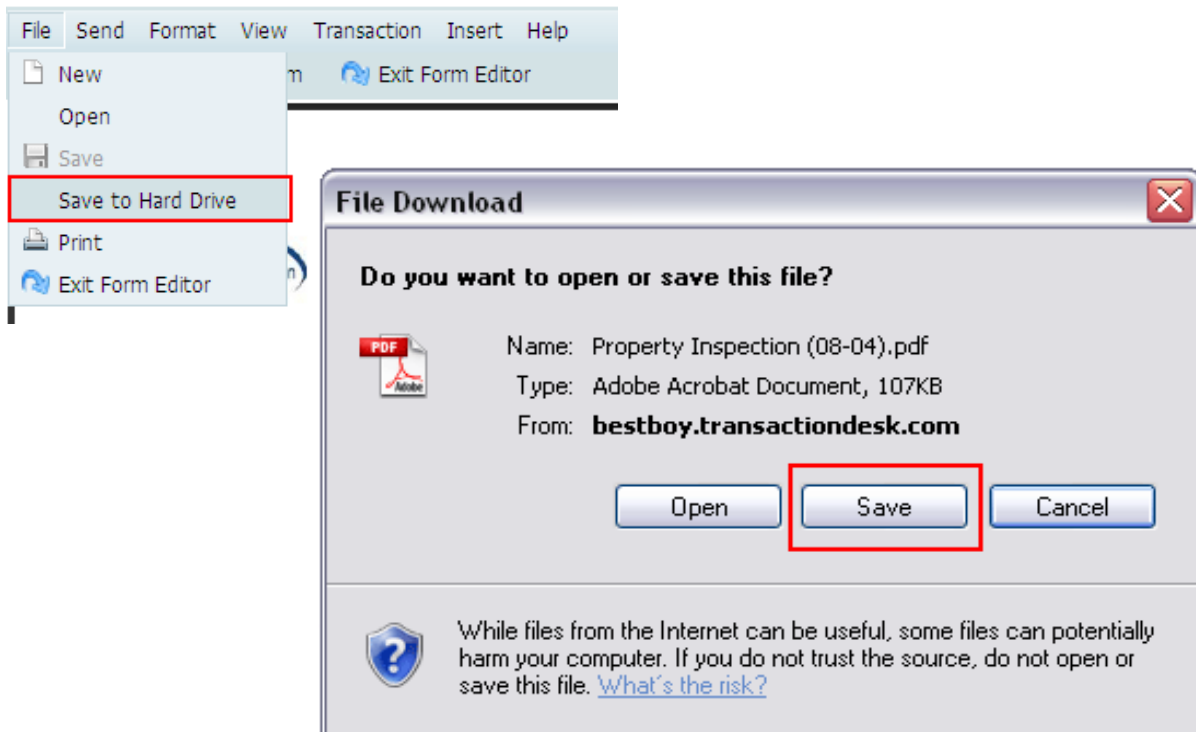 File Send Format View Transaction Insert Help
New
m
Exit Form Editor
Open
Save
Save to Hard Drive
Print
Exit Form Editor
n
File Download
Do you want to open or save this file?
PDF
Adobe
Name: Property Inspection (08-04).pdf
Type: Adobe Acrobat Document, 107KB
From: bestboy.transactiondesk.com
Open Save Cancel
While files from the Internet can be useful, some files can potentially
harm your computer. If you do not trust the source, do not open or
save this file. What's the risk?